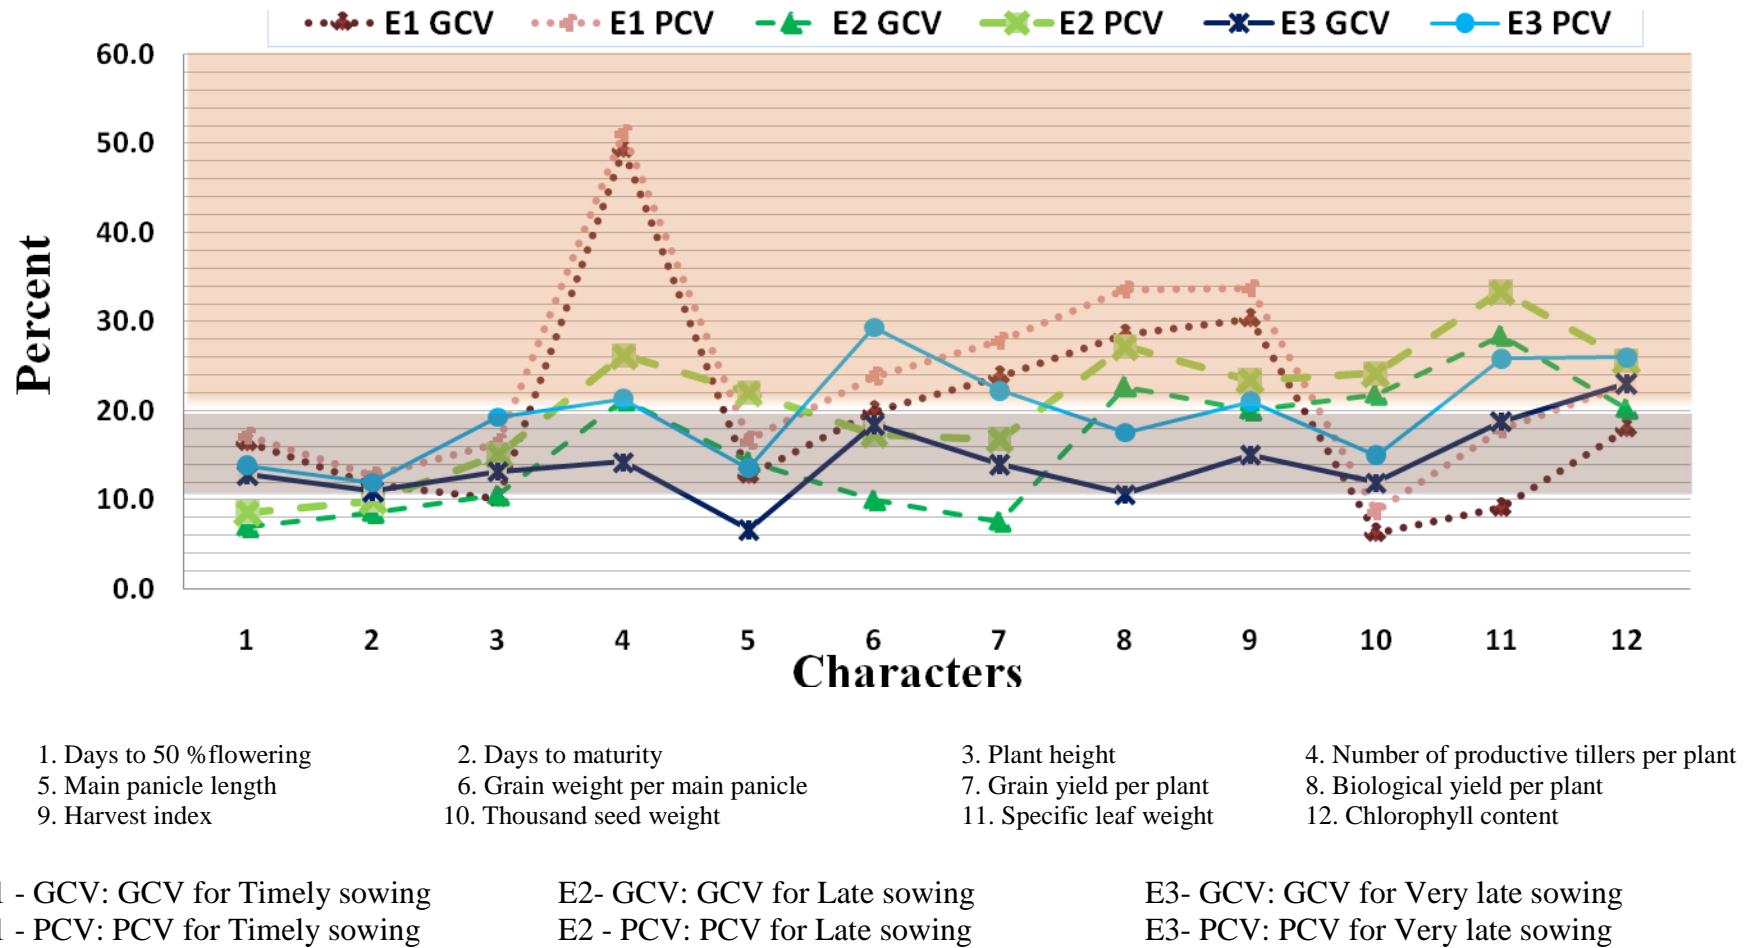 E1 GCV E1 PCV E2 GCV E2 PCV E3 GCV E3 PCV
60.0
50.0
40.0
30.0
20.0
10.0
0.0
Percent
1 2 3 4 5 6 7 8 9 10 11 12
Characters
1. Days to 50 %flowering 2. Days to maturity 3. Plant height 4. Number of productive tillers per plant
5. Main panicle length 6. Grain weight per main panicle 7. Grain yield per plant 8. Biological yield per plant
9. Harvest index 10. Thousand seed weight 11. Specific leaf weight 12. Chlorophyll content
1 - GCV: GCV for Timely sowing E2- GCV: GCV for Late sowing E3- GCV: GCV for Very late sowing
1 - PCV: PCV for Timely sowing E2 - PCV: PCV for Late sowing E3- PCV: PCV for Very late sowing